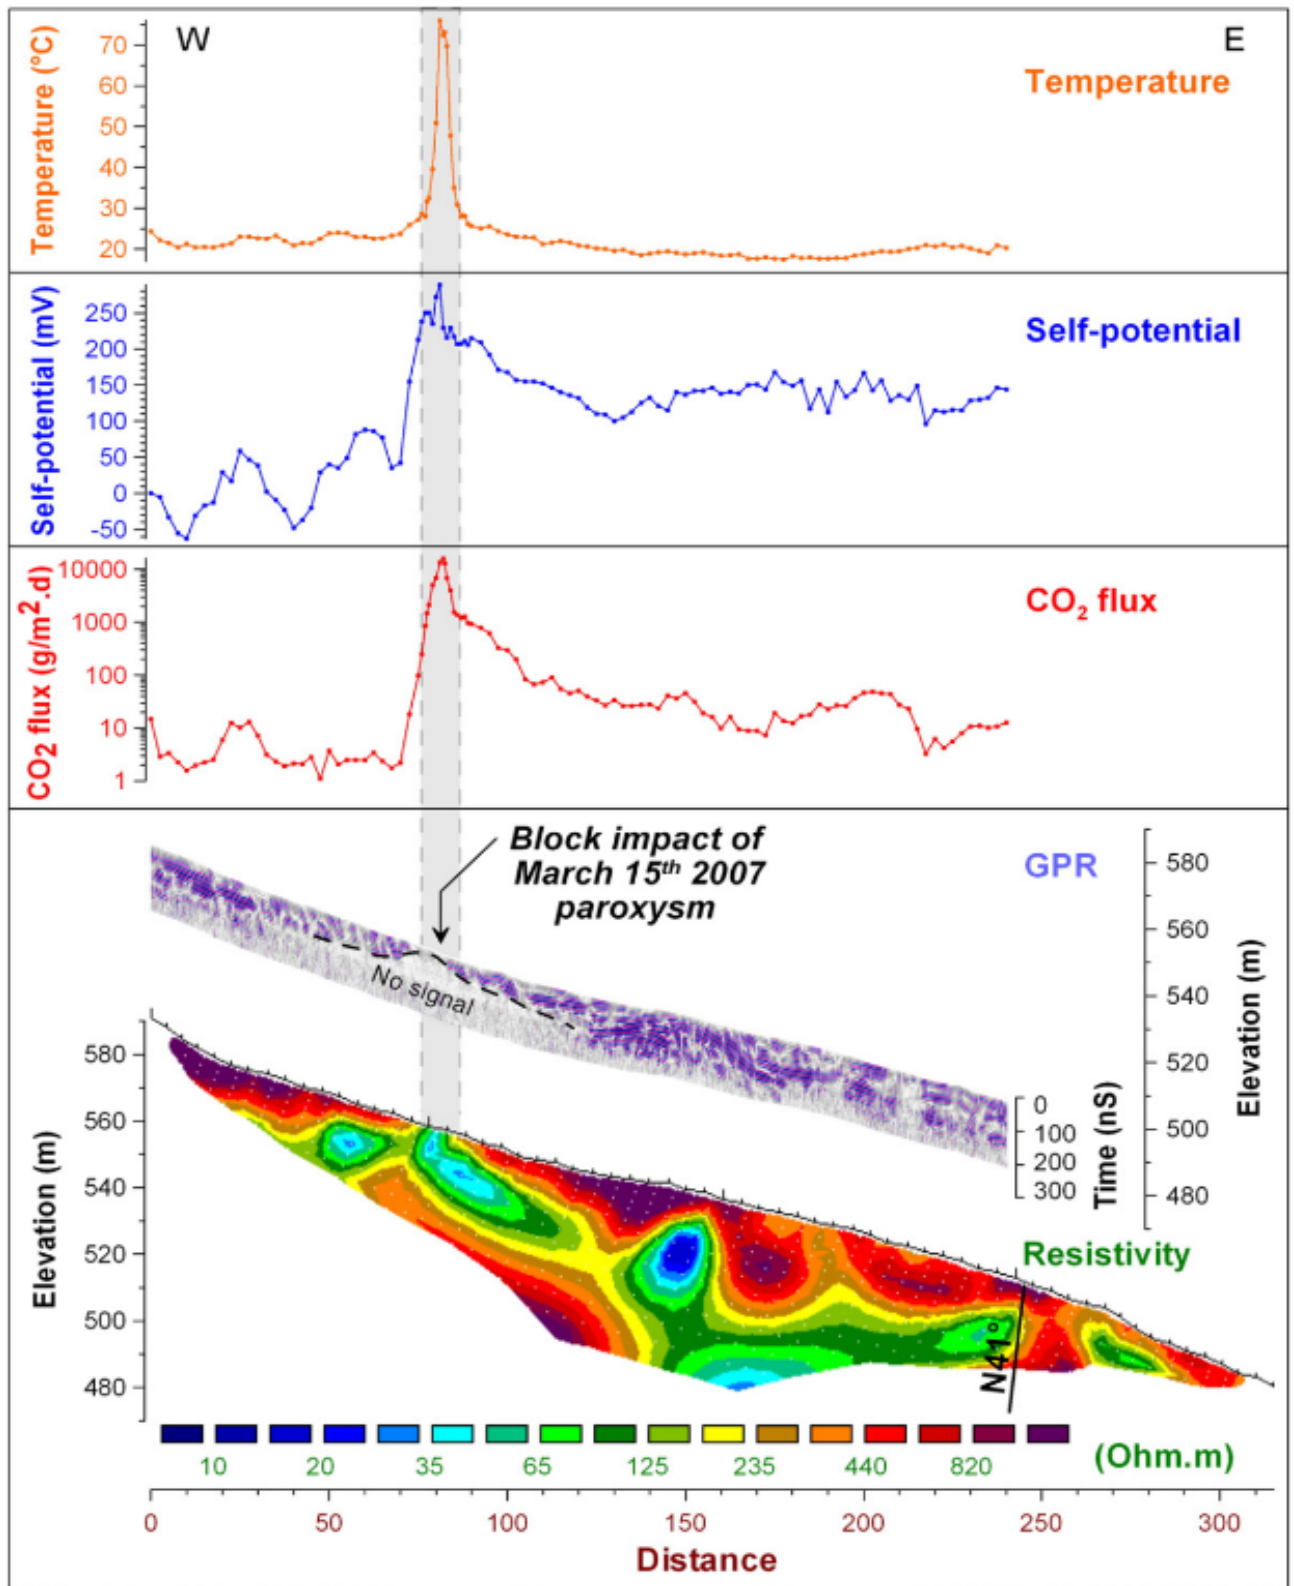 W
E
Temperature
Temperature (°C)
70
60
50
40
30
20
Self-potential
Self-potential (mV)
250
200
150
100
50
0
-50
CO₂ flux
CO2 flux (g/m².d)
10000
1000
100
10
1
Block impact of
March 15th 2007
paroxysm
GPR
No signal
580
560
540
520
500
480
Elevation (m)
0
100
200
300
Time (nS)
580
560
540
520
500
480
Elevation (m)
Resistivity
N41°
10 20 35 65 125 235 440 820 (Ohm.m)
0 50 100 150 200 250 300
Distance